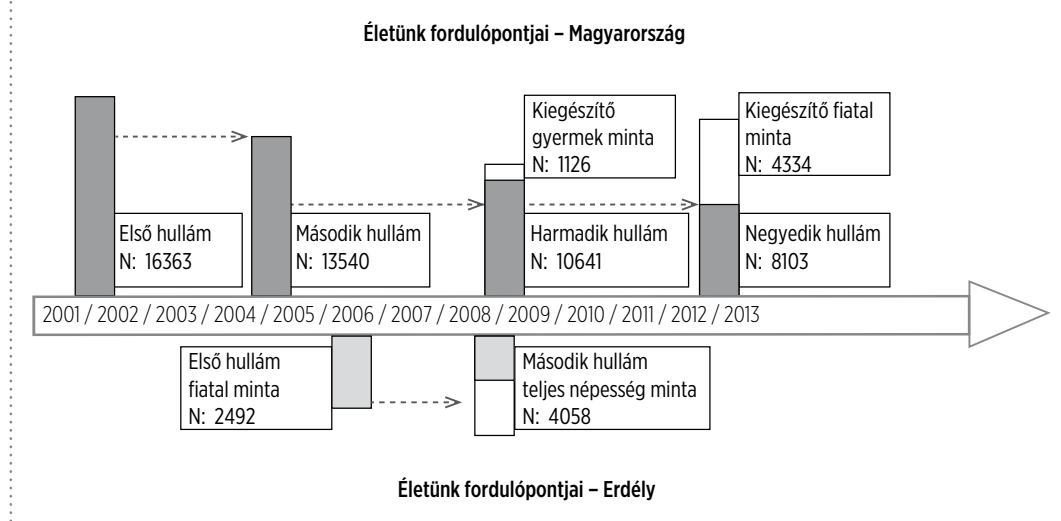 Életünk fordulópontjai – Magyarország
Kiegészítő
gyermek minta
N: 1126
Kiegészítő fiatal
minta
N: 4334
Első hullám
N: 16363
Második hullám
N: 13540
Harmadik hullám
N: 10641
Negyedik hullám
N: 8103
2001 / 2002 / 2003 / 2004 / 2005 / 2006 / 2007 / 2008 / 2009 / 2010 / 2011 / 2012 / 2013
Első hullám
fiatal minta
N: 2492
Második hullám
teljes népesség minta
N: 4058
Életünk fordulópontjai – Erdély